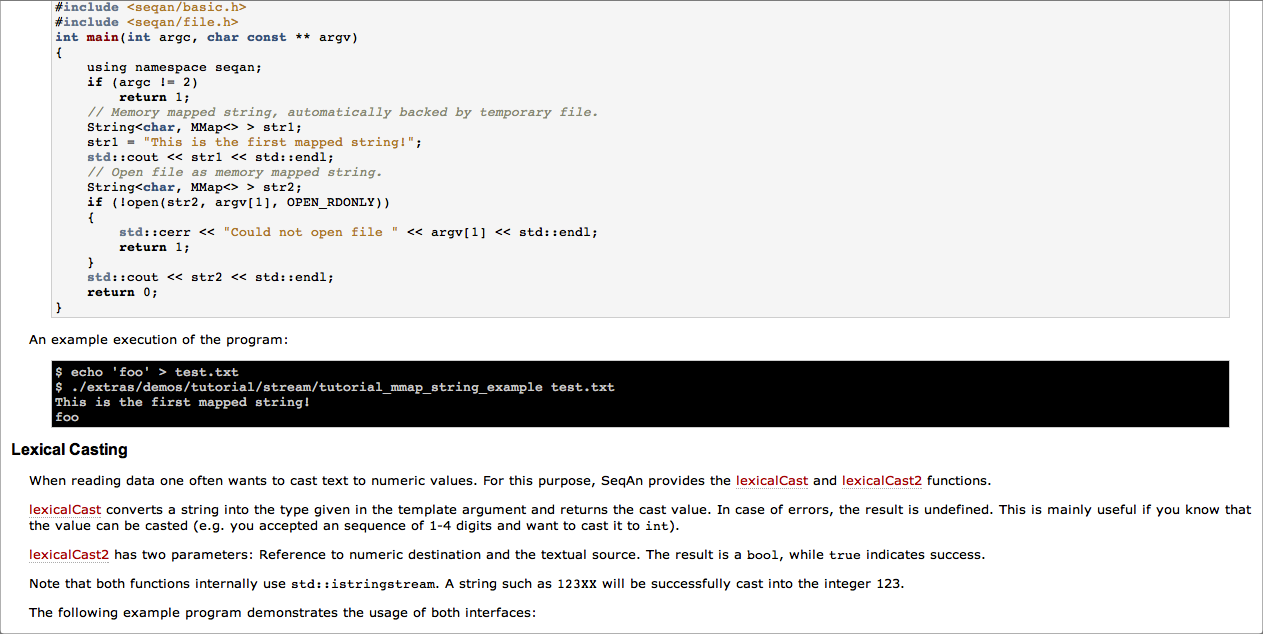 #include <seqan/basic.h>
#include <seqan/file.h>
int main(int argc, char const ** argv)
{
    using namespace seqan;
    if (argc != 2)
        return 1;
    // Memory mapped string, automatically backed by temporary file.
    String<char, MMap<> > str1;
    str1 = "This is the first mapped string!";
    std::cout << str1 << std::endl;
    // Open file as memory mapped string.
    String<char, MMap<> > str2;
    if (!open(str2, argv[1], OPEN_RDONLY))
    {
        std::cerr << "Could not open file " << argv[1] << std::endl;
        return 1;
    }
    std::cout << str2 << std::endl;
    return 0;
}
An example execution of the program:
$ echo 'foo' > test.txt
$ ./extras/demos/tutorial/stream/tutorial_mmap_string_example test.txt
This is the first mapped string!
foo
Lexical Casting
When reading data one often wants to cast text to numeric values. For this purpose, SeqAn provides the lexicalCast and lexicalCast2 functions.
lexicalCast converts a string into the type given in the template argument and returns the cast value. In case of errors, the result is undefined. This is mainly useful if you know that
the value can be casted (e.g. you accepted an sequence of 1-4 digits and want to cast it to int).
lexicalCast2 has two parameters: Reference to numeric destination and the textual source. The result is a bool, while true indicates success.
Note that both functions internally use std::istringstream. A string such as 123XX will be successfully cast into the integer 123.
The following example program demonstrates the usage of both interfaces: